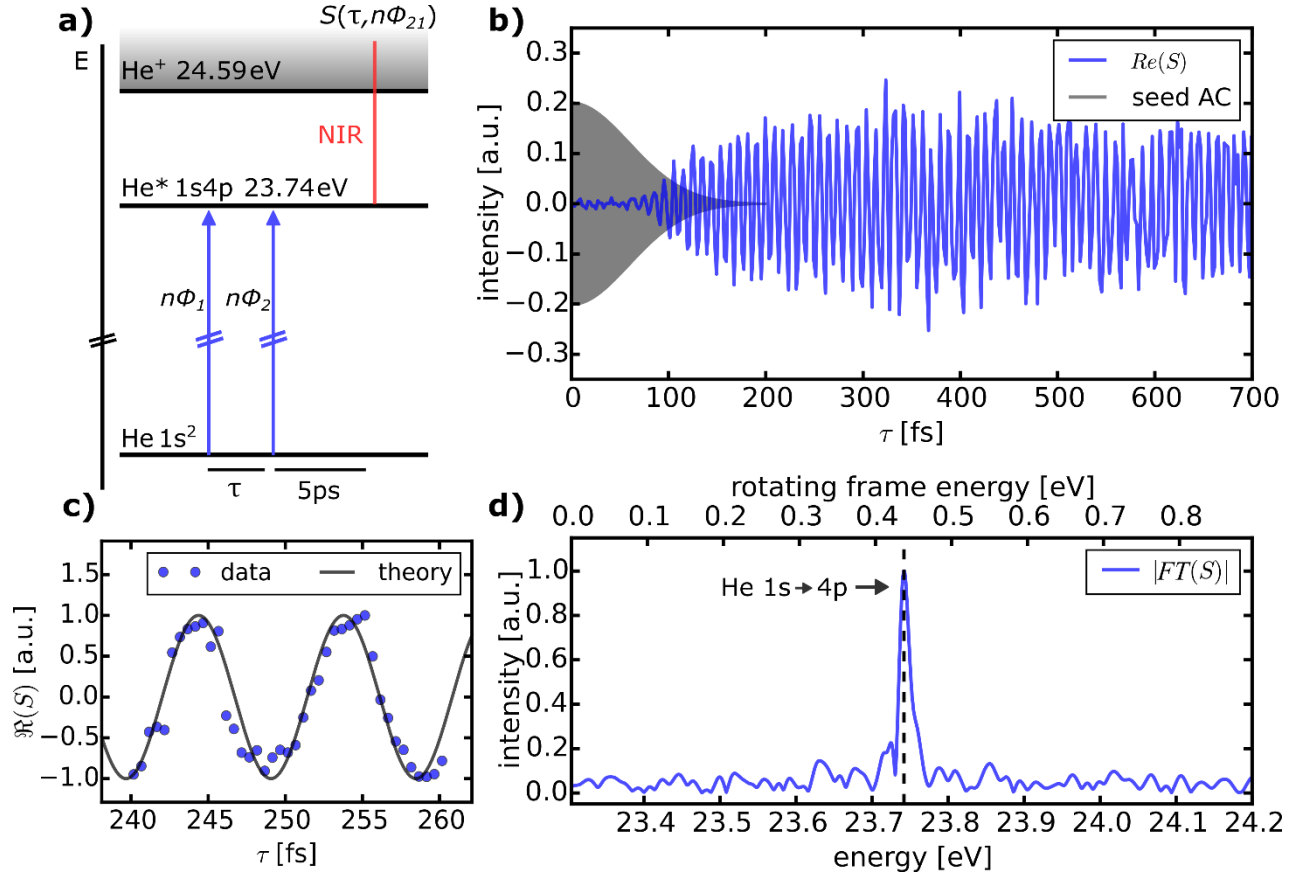 a)
S(τ,nΦ₂₁)
E
He⁺ 24.59 eV
NIR
He* 1s4p 23.74 eV
nΦ₁
nΦ₂
He 1s²
τ
5ps
b)
0.3
0.2
0.1
0.0
−0.1
−0.2
−0.3
intensity [a.u.]
Re(S)
seed AC
0 100 200 300 400 500 600 700
τ [fs]
c)
1.5
1.0
0.5
0.0
−0.5
−1.0
ℜ(S) [a.u.]
data
theory
240 245 250 255 260
τ [fs]
d)
rotating frame energy [eV]
0.0 0.1 0.2 0.3 0.4 0.5 0.6 0.7 0.8
1.0
0.8
0.6
0.4
0.2
0.0
intensity [a.u.]
He 1s → 4p
|FT(S)|
23.4 23.5 23.6 23.7 23.8 23.9 24.0 24.1 24.2
energy [eV]